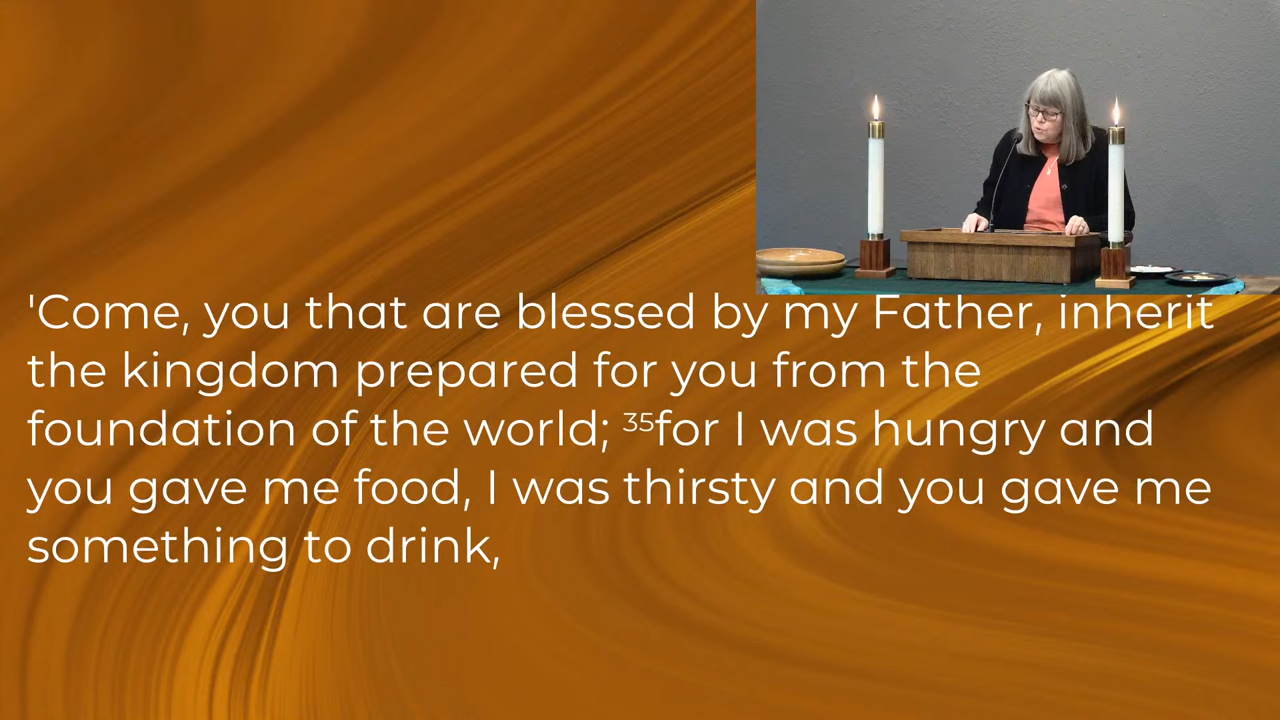 'Come, you that are blessed by my Father, inherit
the kingdom prepared for you from the
foundation of the world; ³⁵for I was hungry and
you gave me food, I was thirsty and you gave me
something to drink,